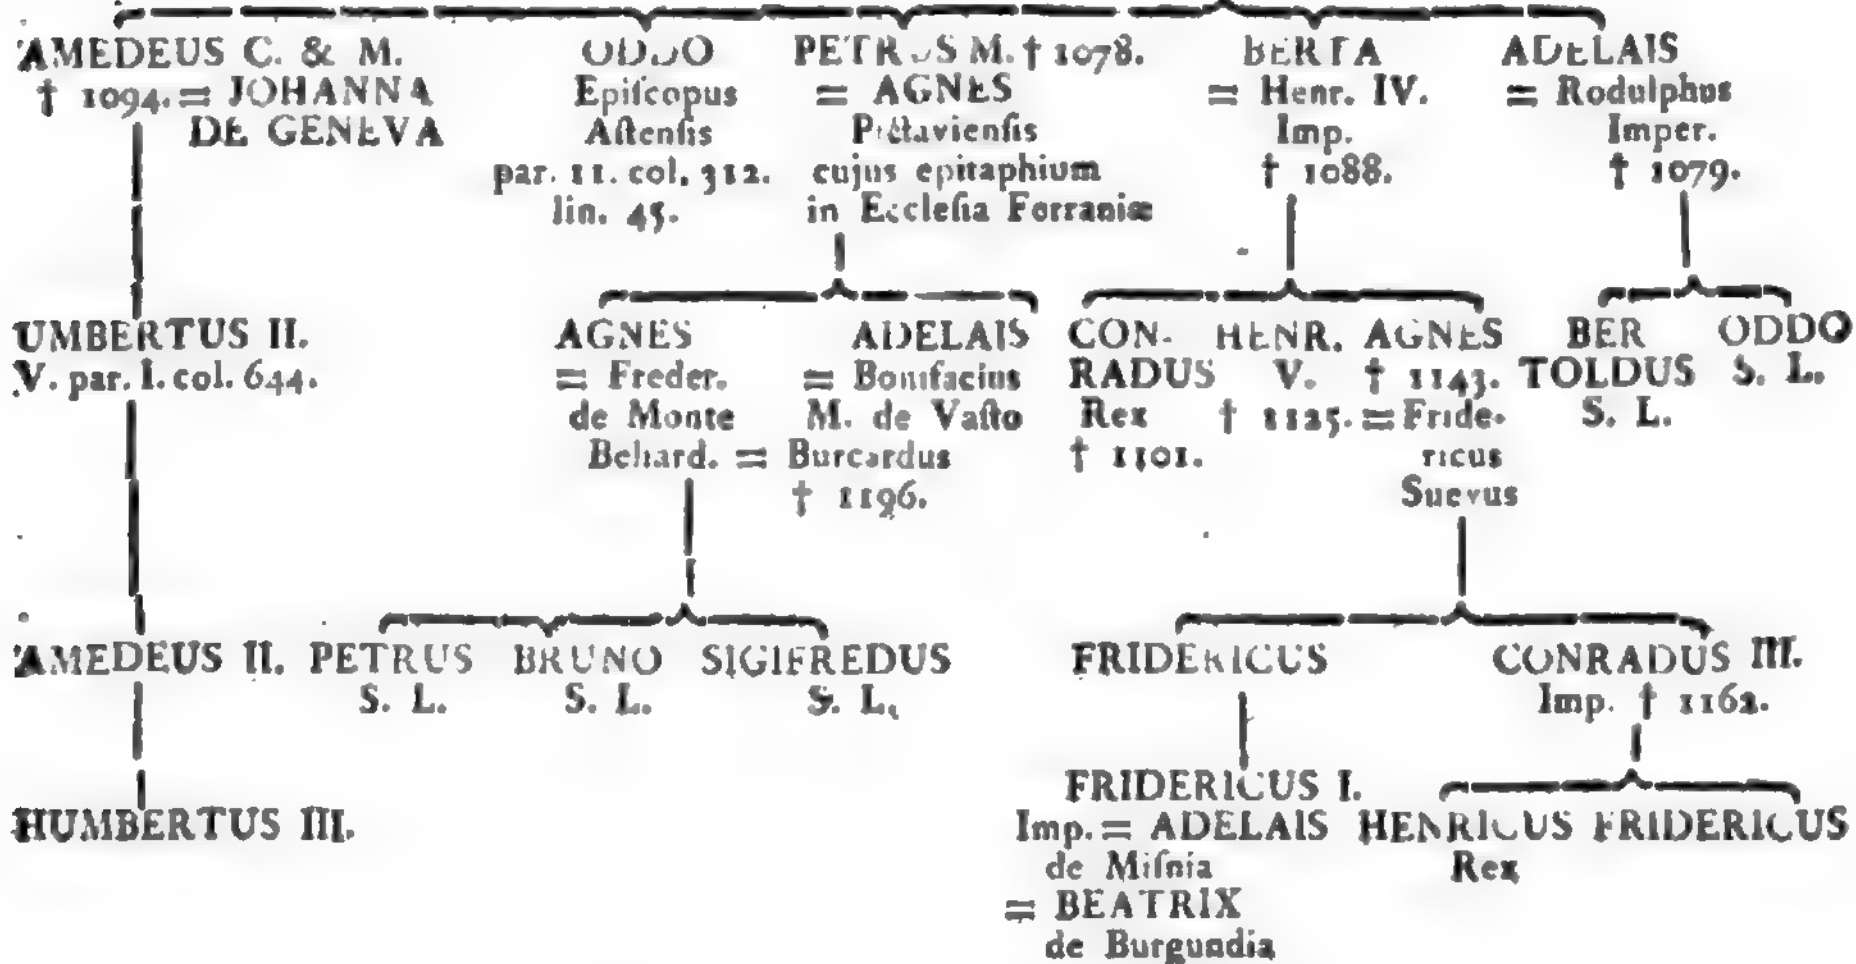 AMEDEUS C. & M.
† 1094. = JOHANNA
DE GENEVA
ODDO
Epiſcopus
Aſtenſis
par. 11. col. 312.
lin. 45.
PETRUS M. † 1078.
= AGNES
Pictavienſis
cujus epitaphium
in Eccleſia Ferraniæ
BERTA
= Henr. IV.
Imp.
† 1088.
ADELAIS
= Rodulphus
Imper.
† 1079.
UMBERTUS II.
V. par. I. col. 644.
AGNES
= Freder.
de Monte
Beliard. = Burcardus
† 1196.
ADELAIS
= Bonifacius
M. de Vaſto
CON-
RADUS
Rex
† 1101.
HENR.
V.
† 1125.
AGNES
† 1143.
= Fride-
ricus
Suevus
BER
TOLDUS
S. L.
ODDO
S. L.
AMEDEUS II.
PETRUS
S. L.
BRUNO
S. L.
SIGIFREDUS
S. L.
FRIDERICUS
CONRADUS III.
Imp. † 1162.
HUMBERTUS III.
FRIDERICUS I.
Imp. = ADELAIS
de Miſnia
= BEATRIX
de Burgundia
HENRICUS
Rex
FRIDERICUS